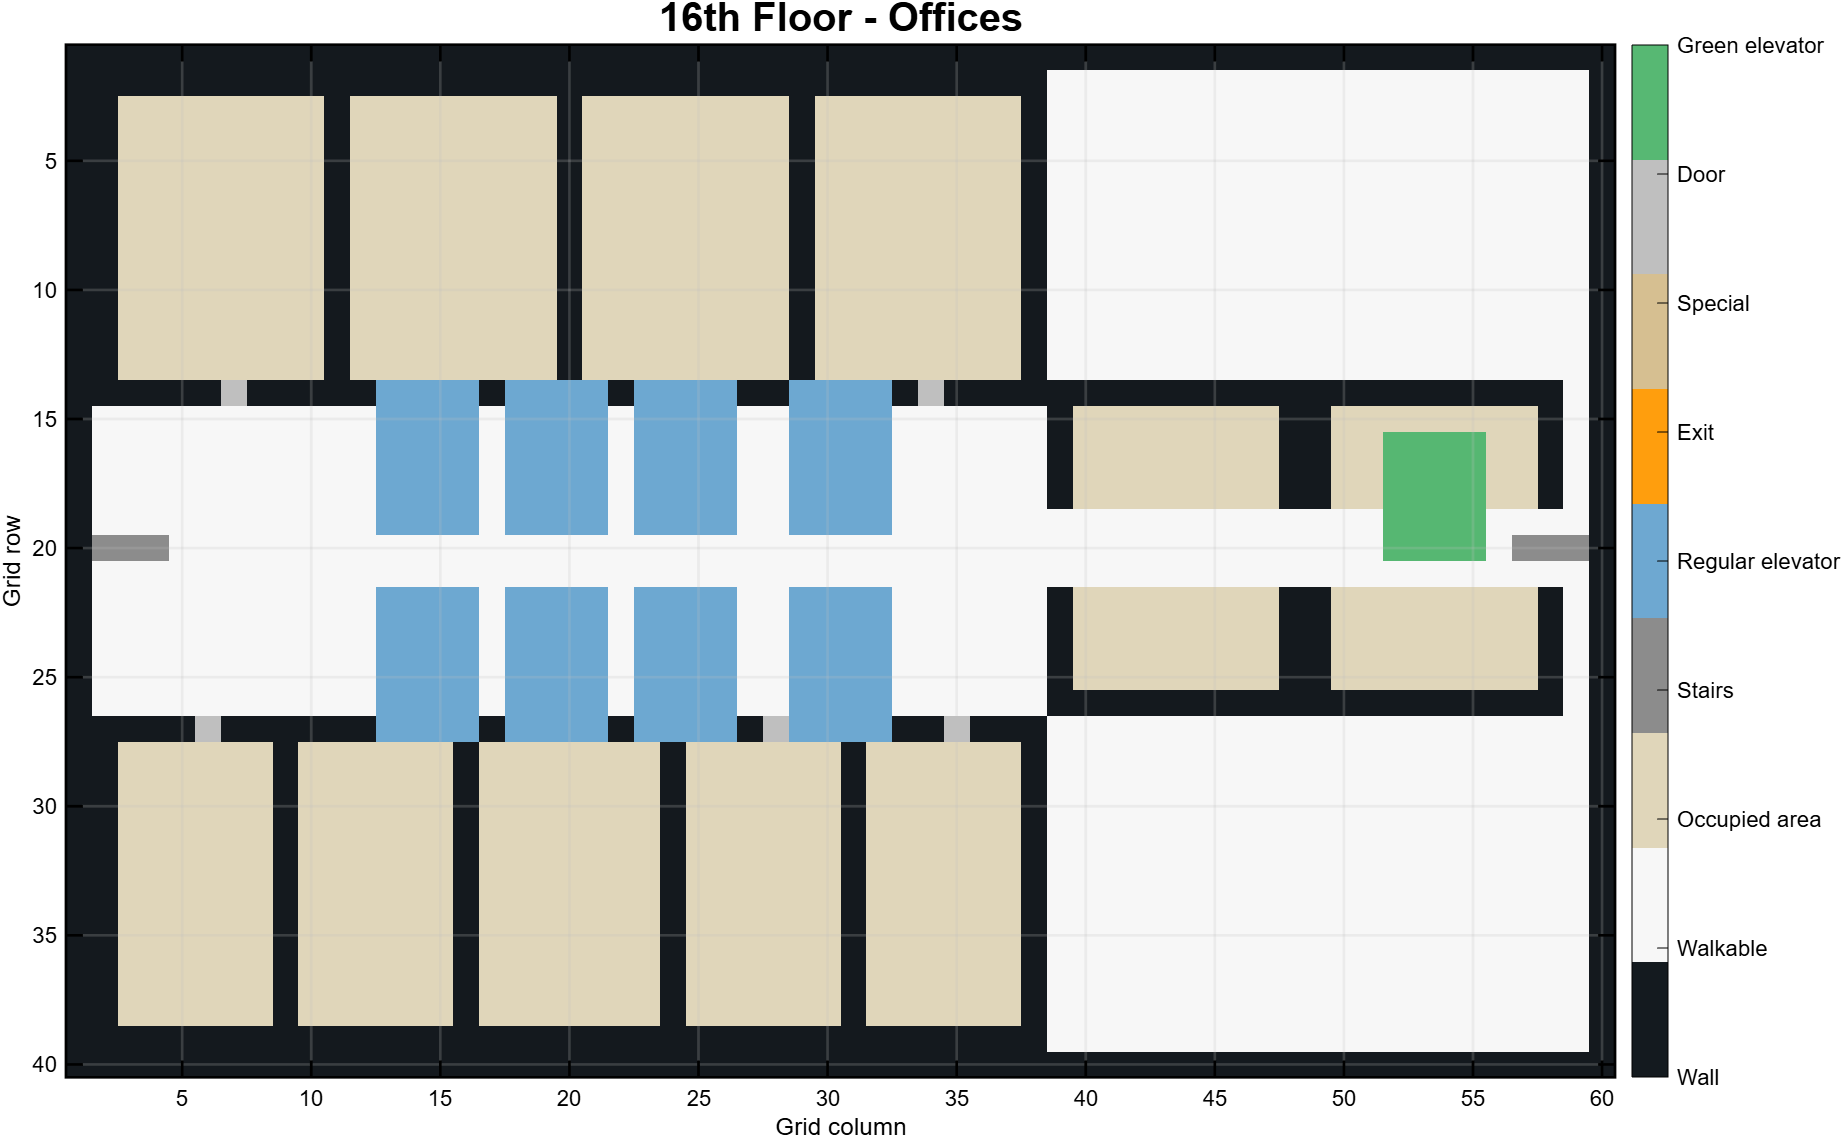 16th Floor - Offices
Green elevator
Door
Special
Exit
Regular elevator
Stairs
Occupied area
Walkable
Wall
Grid row
5
10
15
20
25
30
35
40
5 10 15 20 25 30 35 40 45 50 55 60
Grid column